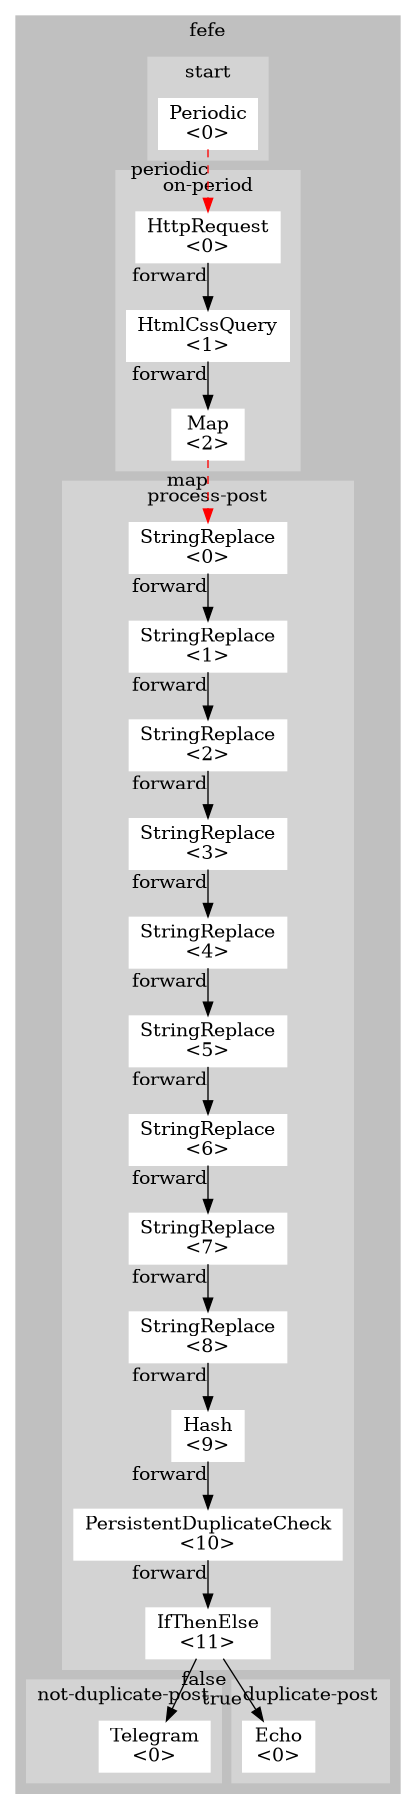 fefe
start
Periodic
<0>
periodic
on-period
HttpRequest
<0>
forward
HtmlCssQuery
<1>
forward
Map
<2>
map
process-post
StringReplace
<0>
forward
StringReplace
<1>
forward
StringReplace
<2>
forward
StringReplace
<3>
forward
StringReplace
<4>
forward
StringReplace
<5>
forward
StringReplace
<6>
forward
StringReplace
<7>
forward
StringReplace
<8>
forward
Hash
<9>
forward
PersistentDuplicateCheck
<10>
forward
IfThenElse
<11>
false
true
not-duplicate-post
duplicate-post
Telegram
<0>
Echo
<0>